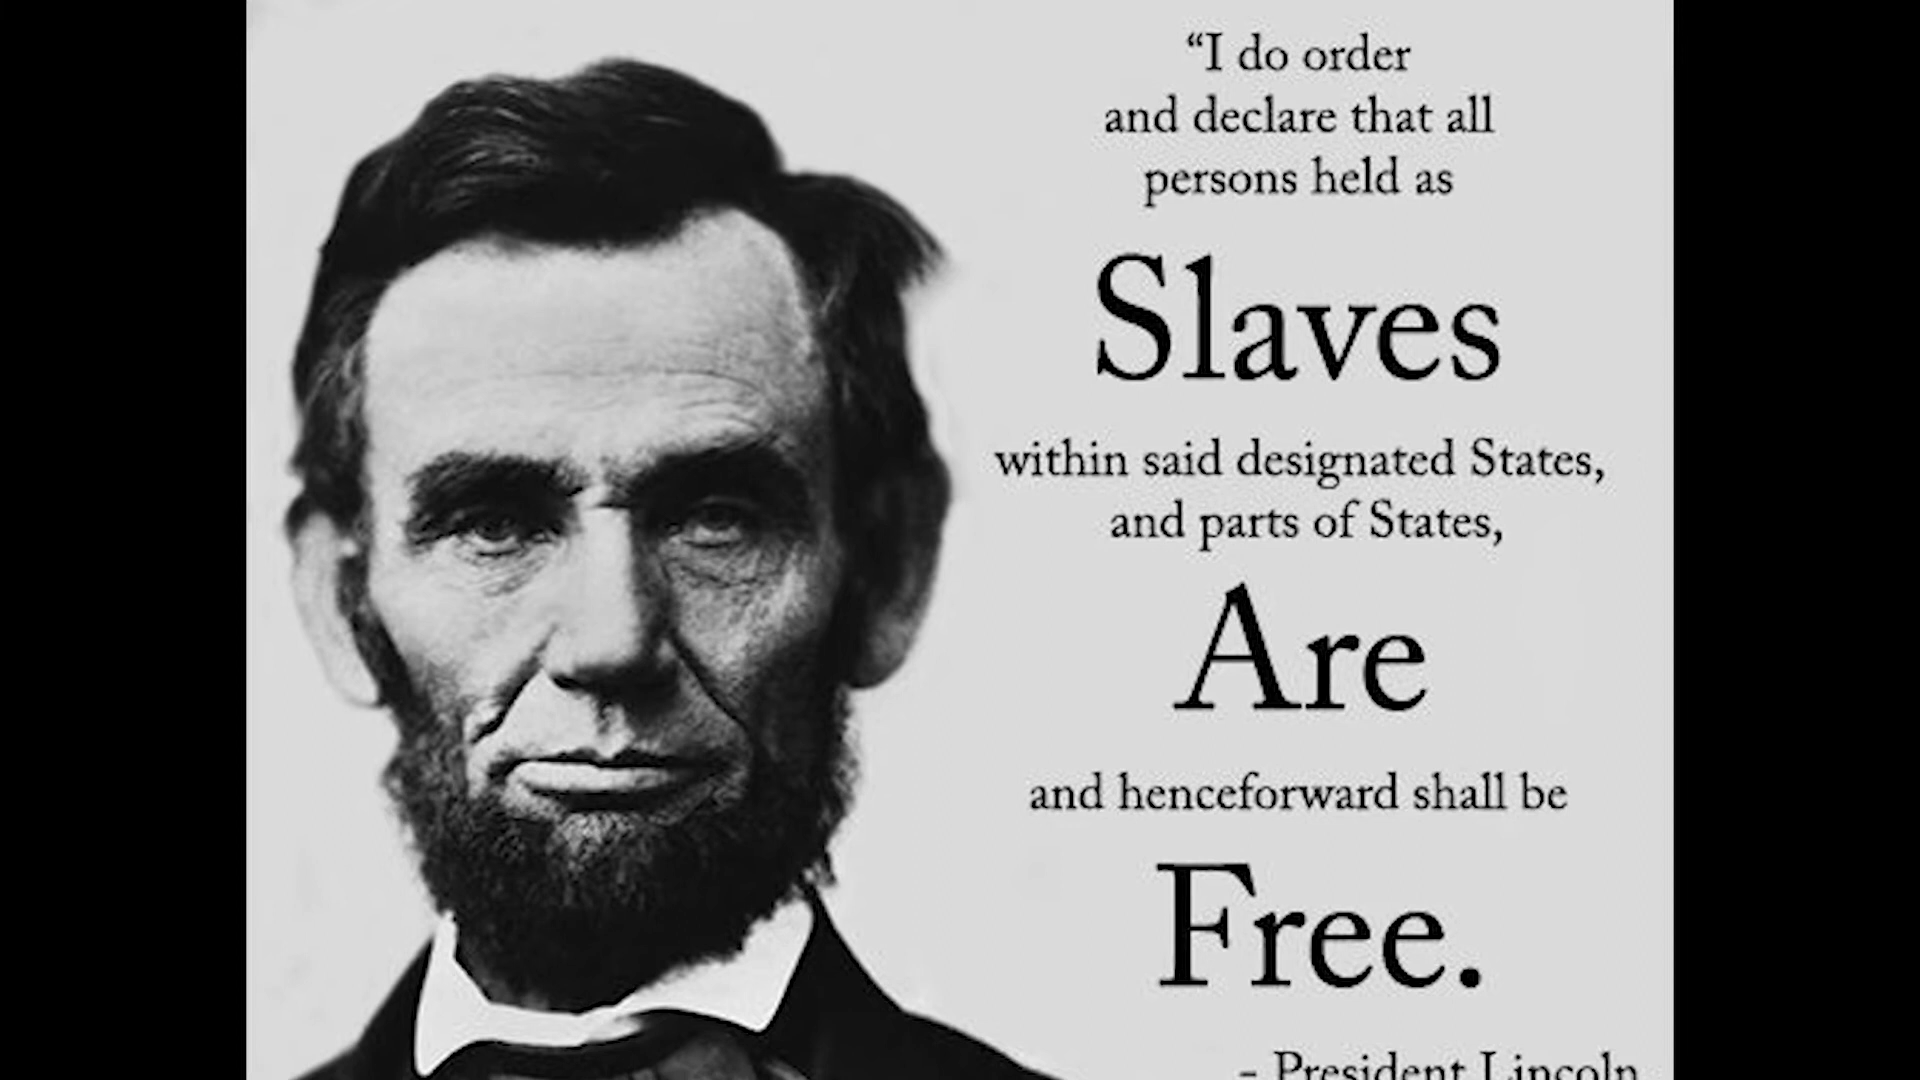 “I do order
and declare that all
persons held as
Slaves
within said designated States,
and parts of States,
Are
and henceforward shall be
Free.
- President Lincoln